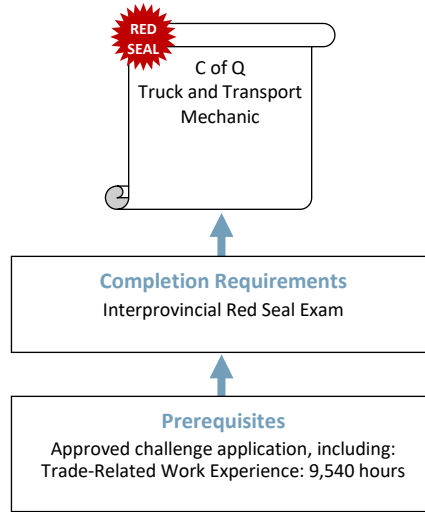 RED
SEAL
C of Q
Truck and Transport
Mechanic
Completion Requirements
Interprovincial Red Seal Exam
Prerequisites
Approved challenge application, including:
Trade-Related Work Experience: 9,540 hours